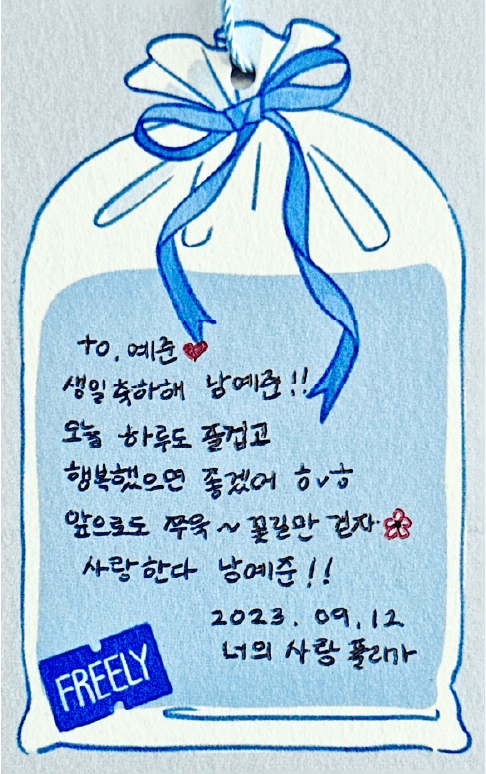 to. 예준♥
생일 축하해 남예준!!
오늘 하루도 즐겁고
행복했으면 좋겠어 ㅎvㅎ
앞으로도 쭈욱~ 꽃길만 걷자
사랑한다 남예준!!
2023. 09. 12
너의 사랑 플리가
FREELY